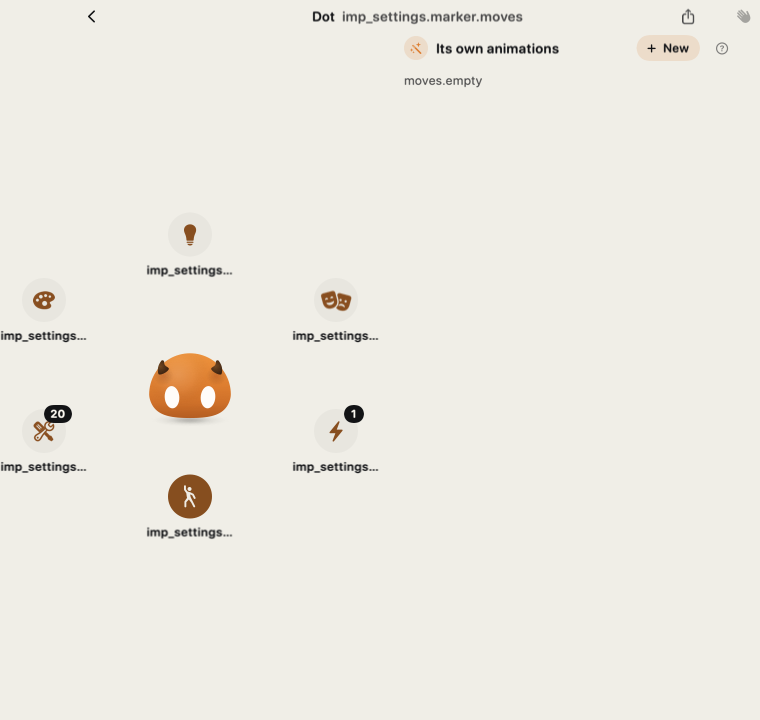 Dot imp_settings.marker.moves
Its own animations
+ New
?
moves.empty
imp_settings...
imp_settings...
imp_settings...
20
1
imp_settings...
imp_settings...
imp_settings...